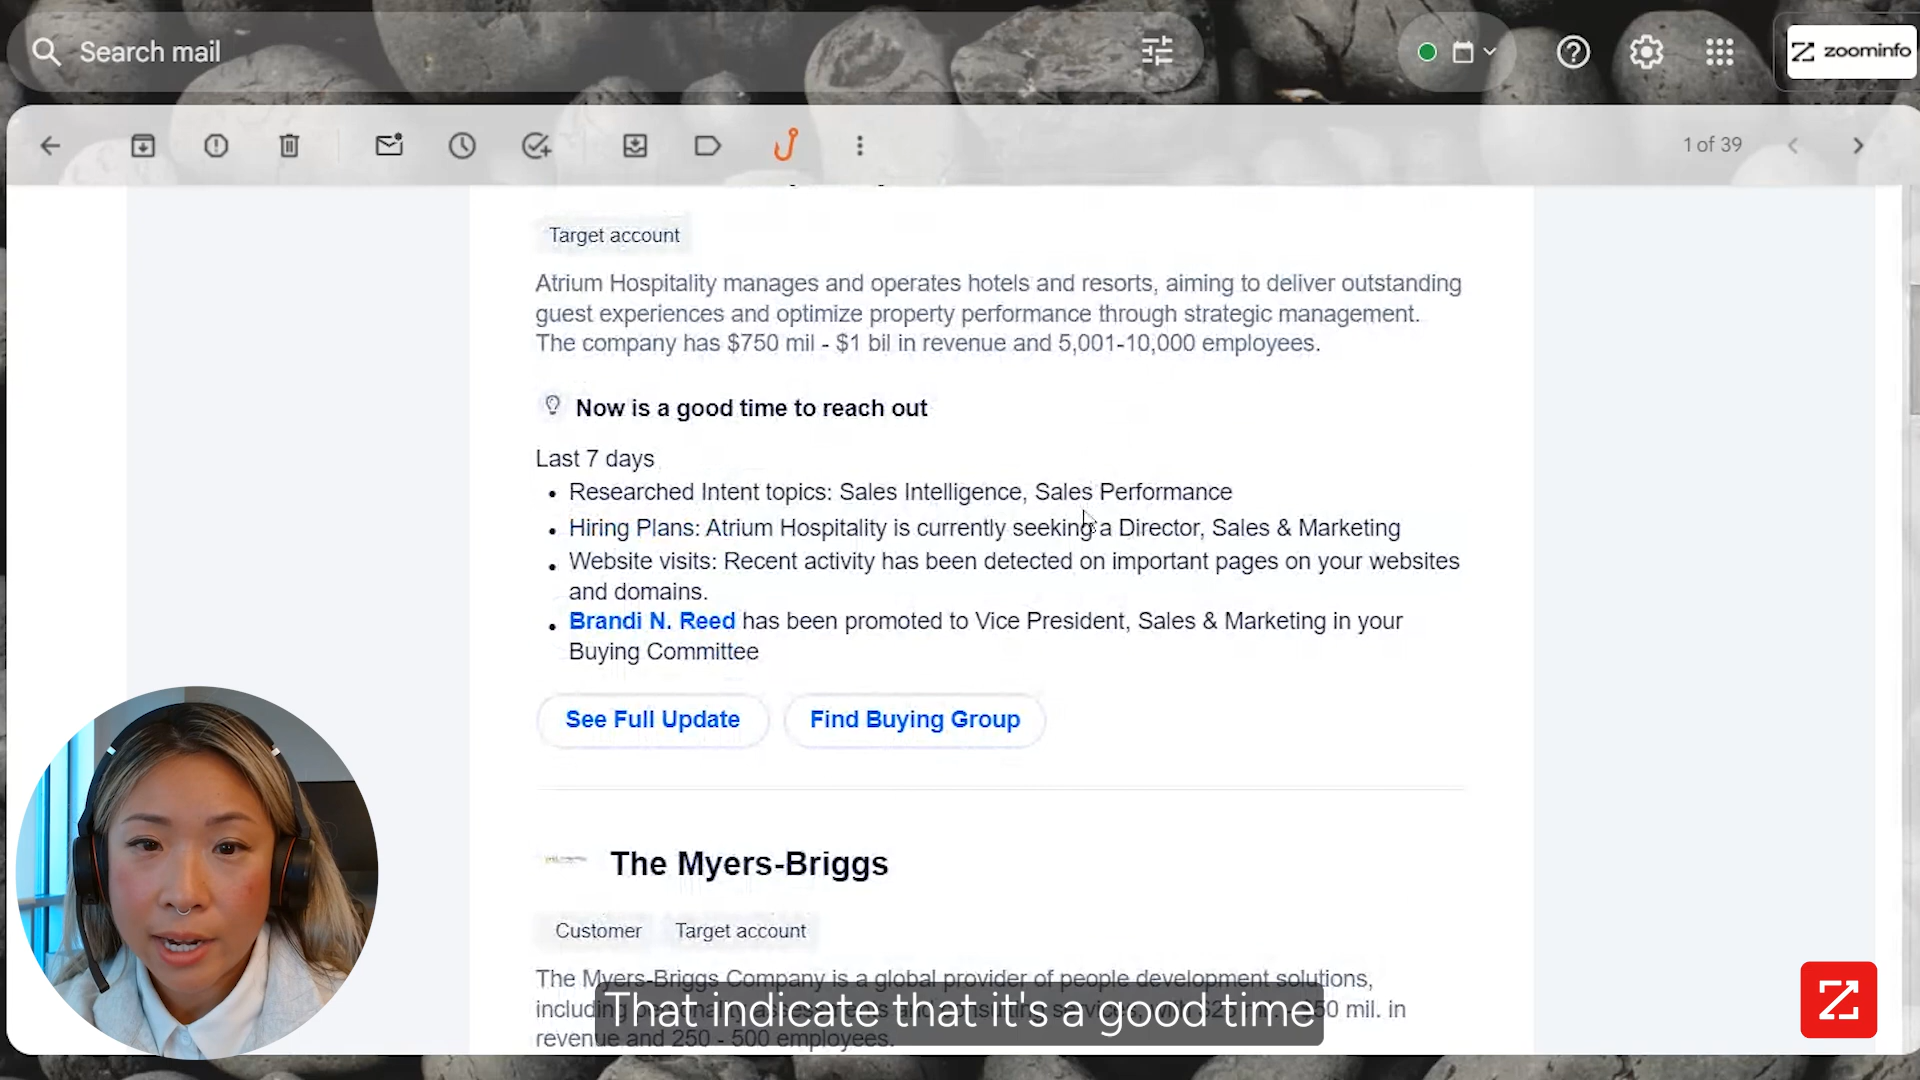 Search mail
zoominfo
1 of 39
Target account
Atrium Hospitality manages and operates hotels and resorts, aiming to deliver outstanding
guest experiences and optimize property performance through strategic management.
The company has $750 mil - $1 bil in revenue and 5,001-10,000 employees.
Now is a good time to reach out
Last 7 days
• Researched Intent topics: Sales Intelligence, Sales Performance
• Hiring Plans: Atrium Hospitality is currently seeking a Director, Sales & Marketing
• Website visits: Recent activity has been detected on important pages on your websites
and domains.
• Brandi N. Reed has been promoted to Vice President, Sales & Marketing in your
Buying Committee
See Full Update
Find Buying Group
The Myers-Briggs
Customer
Target account
The Myers-Briggs Company is a global provider of people development solutions,
including mil. in
revenue and 250 - 500 employees.
That indicate that it's a good time